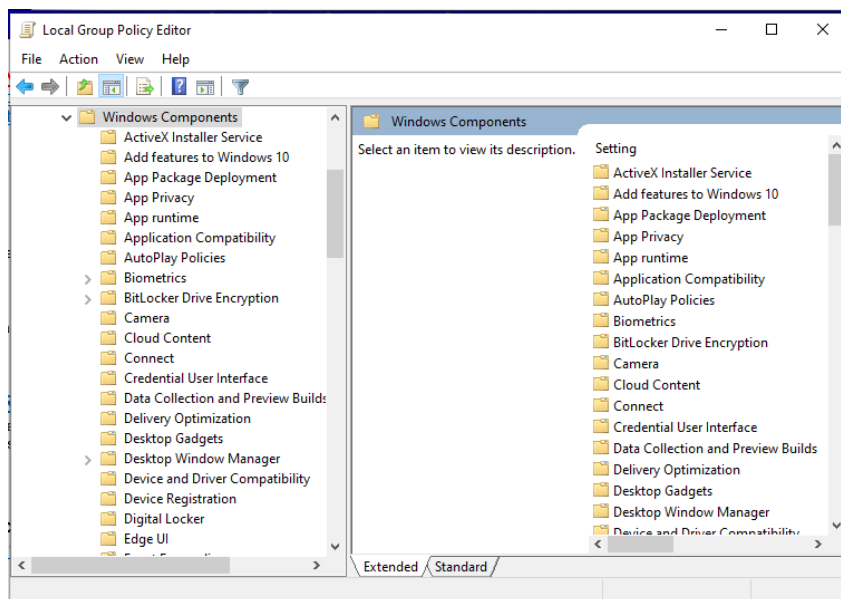 Local Group Policy Editor
File Action View Help
Windows Components
ActiveX Installer Service
Add features to Windows 10
App Package Deployment
App Privacy
App runtime
Application Compatibility
AutoPlay Policies
Biometrics
BitLocker Drive Encryption
Camera
Cloud Content
Connect
Credential User Interface
Data Collection and Preview Builds
Delivery Optimization
Desktop Gadgets
Desktop Window Manager
Device and Driver Compatibility
Device Registration
Digital Locker
Edge UI
Windows Components
Select an item to view its description.
Setting
ActiveX Installer Service
Add features to Windows 10
App Package Deployment
App Privacy
App runtime
Application Compatibility
AutoPlay Policies
Biometrics
BitLocker Drive Encryption
Camera
Cloud Content
Connect
Credential User Interface
Data Collection and Preview Builds
Delivery Optimization
Desktop Gadgets
Desktop Window Manager
Device and Driver Compatibility
Extended Standard